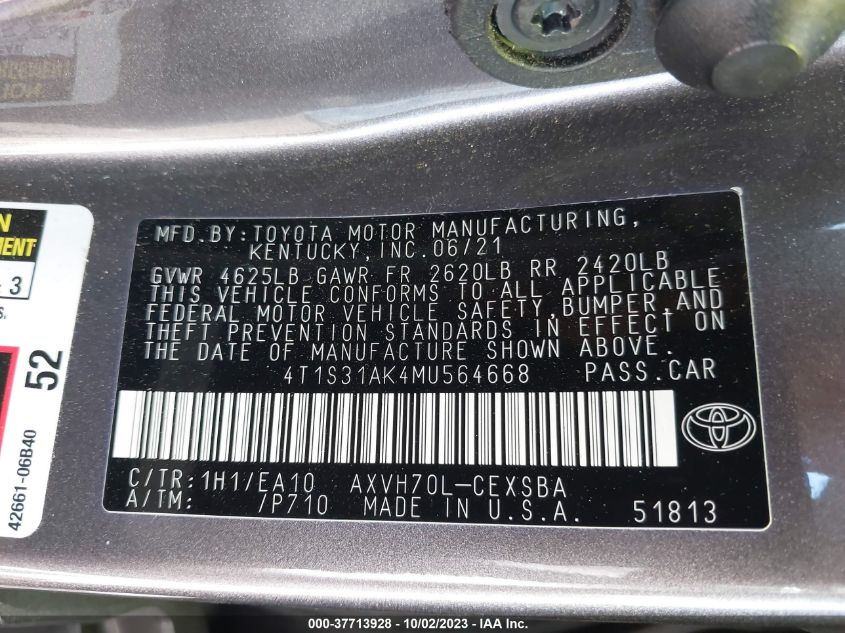 N
MENT
3
S.
52
42661-06B40
MFD.BY:TOYOTA MOTOR MANUFACTURING,
KENTUCKY, INC.06/21
GVWR 4625LB GAWR FR 2620LB RR 2420LB
THIS VEHICLE CONFORMS TO ALL APPLICABLE
FEDERAL MOTOR VEHICLE SAFETY,BUMPER,AND
THEFT PREVENTION STANDARDS IN EFFECT ON
THE DATE OF MANUFACTURE SHOWN ABOVE.
4T1S31AK4MU564668 PASS.CAR
C/TR:1H1/EA10 AXVH70L-CEXSBA
A/TM: /P710 MADE IN U.S.A. 51813
000-37713928 - 10/02/2023 - IAA Inc.